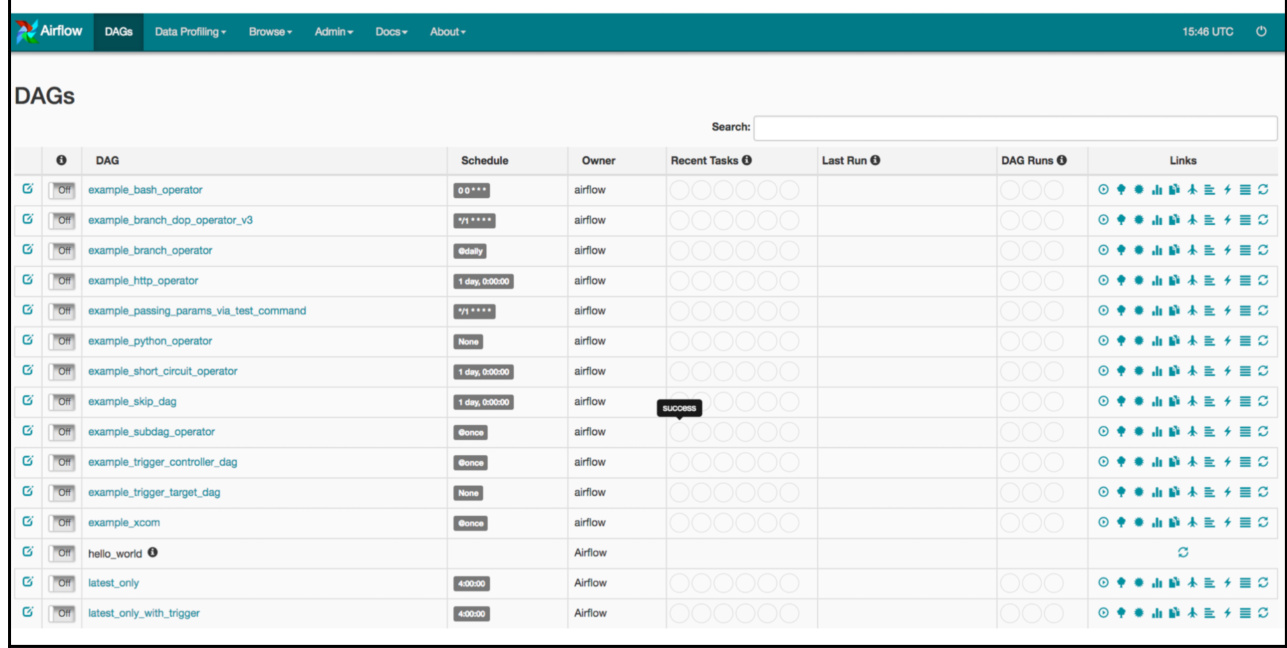 Airflow DAGs Data Profiling Browse Admin Docs About 15:46 UTC
DAGs
Search:
DAG Schedule Owner Recent Tasks Last Run DAG Runs Links
Off example_bash_operator 0 0 * * * airflow
Off example_branch_dop_operator_v3 */1 * * * * airflow
Off example_branch_operator @daily airflow
Off example_http_operator 1 day, 0:00:00 airflow
Off example_passing_params_via_test_command */1 * * * * airflow
Off example_python_operator None airflow
Off example_short_circuit_operator 1 day, 0:00:00 airflow
Off example_skip_dag 1 day, 0:00:00 airflow
success
Off example_subdag_operator @once airflow
Off example_trigger_controller_dag @once airflow
Off example_trigger_target_dag None airflow
Off example_xcom @once airflow
Off hello_world Airflow
Off latest_only 4:00:00 Airflow
Off latest_only_with_trigger 4:00:00 Airflow